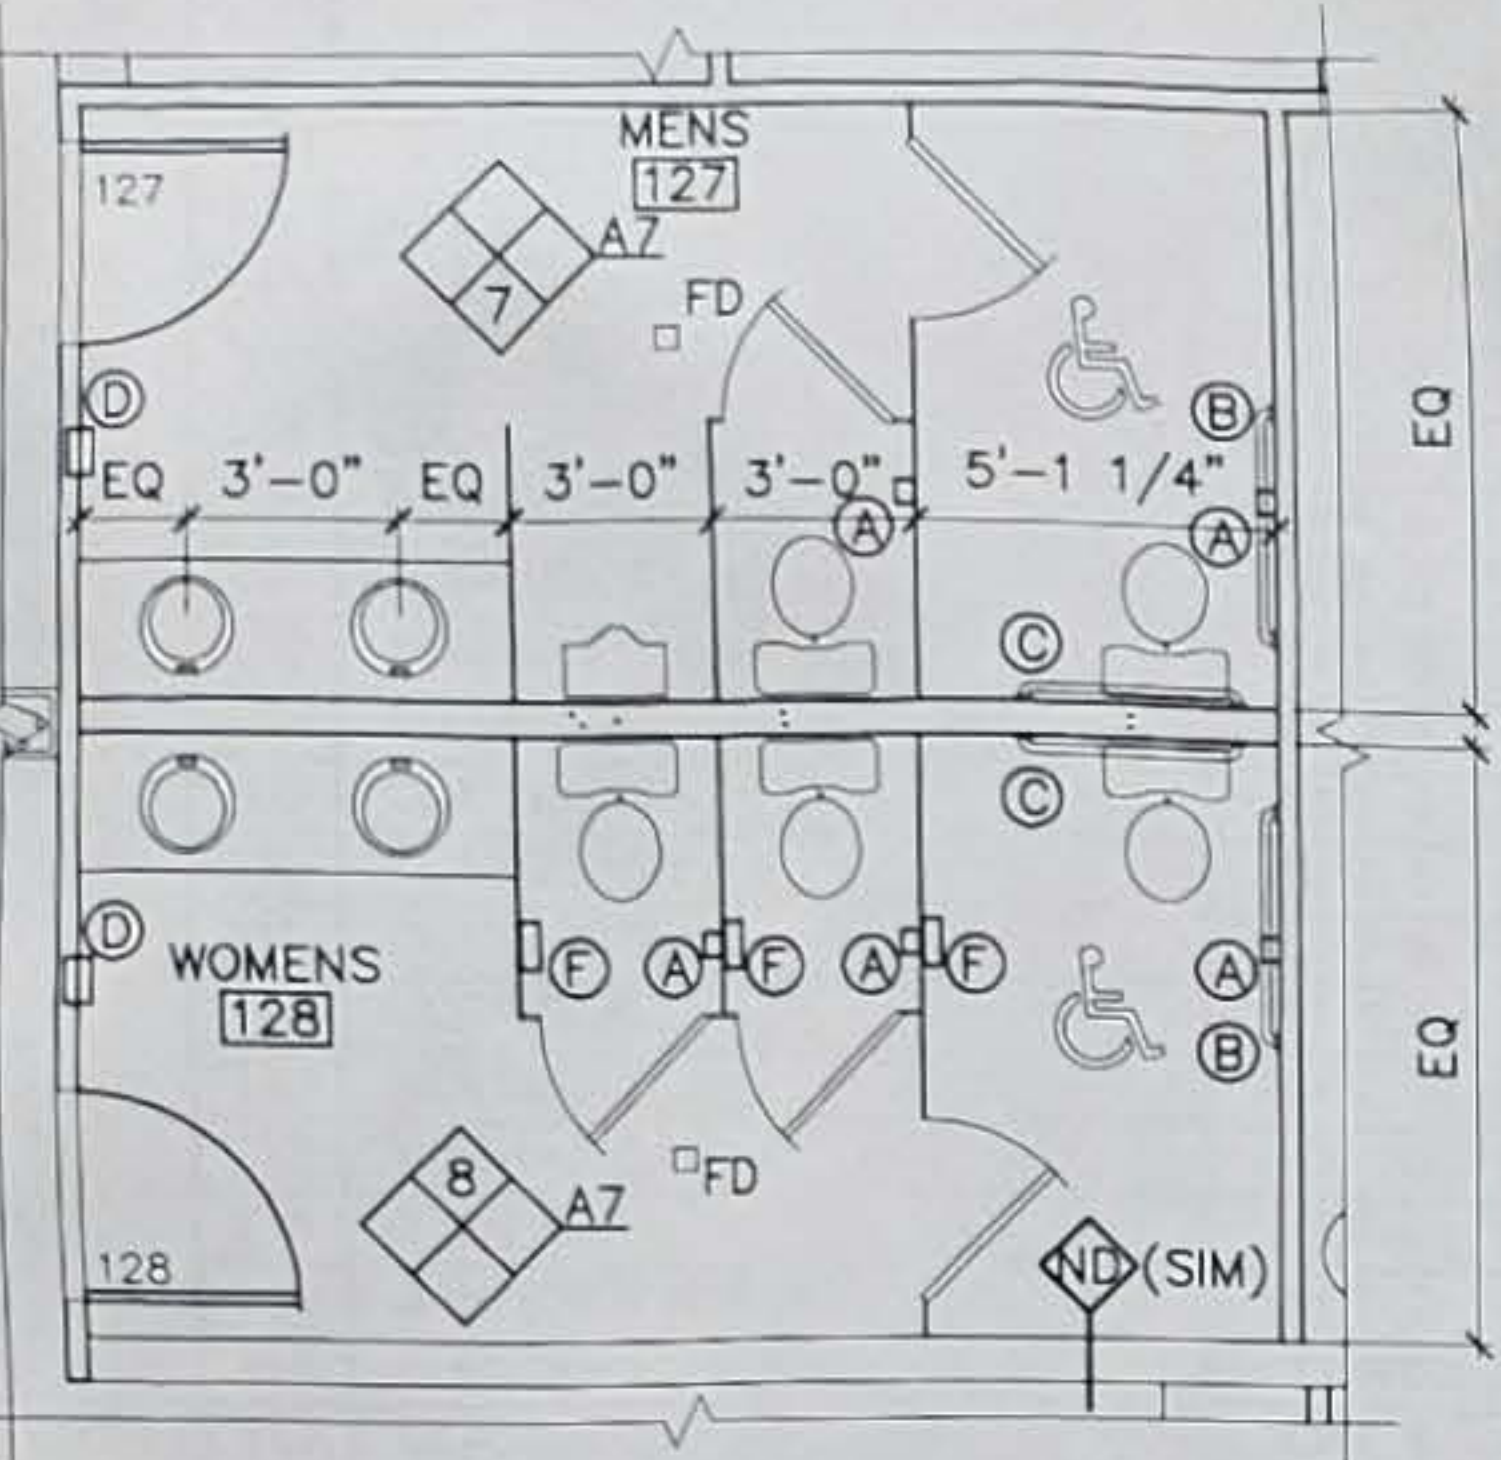 MENS
127
127
A7
7
FD
D
B
EQ
EQ
3'-0"
EQ
3'-0"
3'-0"
5'-1 1/4"
A
A
C
C
D
WOMENS
128
F
A
F
A
F
A
B
EQ
8
A7
FD
128
ND (SIM)